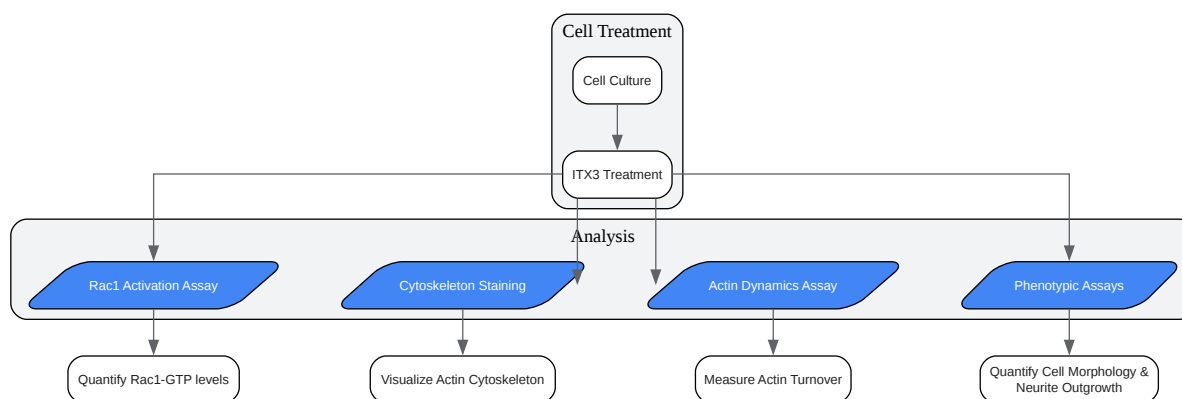 Cell Treatment
Cell Culture
ITX3 Treatment
Analysis
Rac1 Activation Assay
Cytoskeleton Staining
Actin Dynamics Assay
Phenotypic Assays
Quantify Rac1-GTP levels
Visualize Actin Cytoskeleton
Measure Actin Turnover
Quantify Cell Morphology &
Neurite Outgrowth